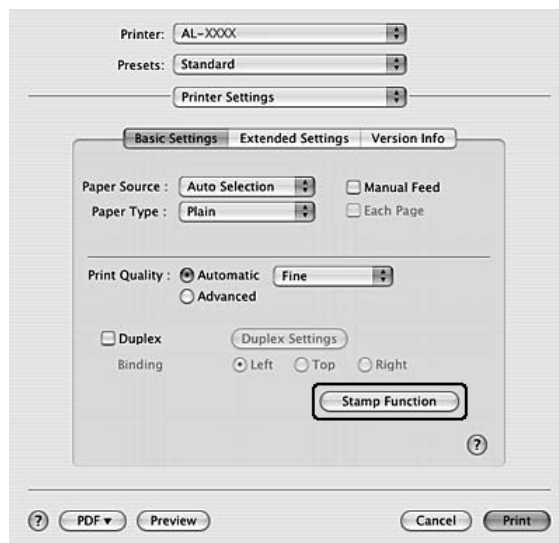 Printer: AL-XXXX
Presets: Standard
Printer Settings
Basic Settings Extended Settings Version Info
Paper Source : Auto Selection Manual Feed
Paper Type : Plain Each Page
Print Quality : Automatic Fine
Advanced
Duplex Duplex Settings
Binding Left Top Right
Stamp Function
?
? PDF ▼ Preview Cancel Print